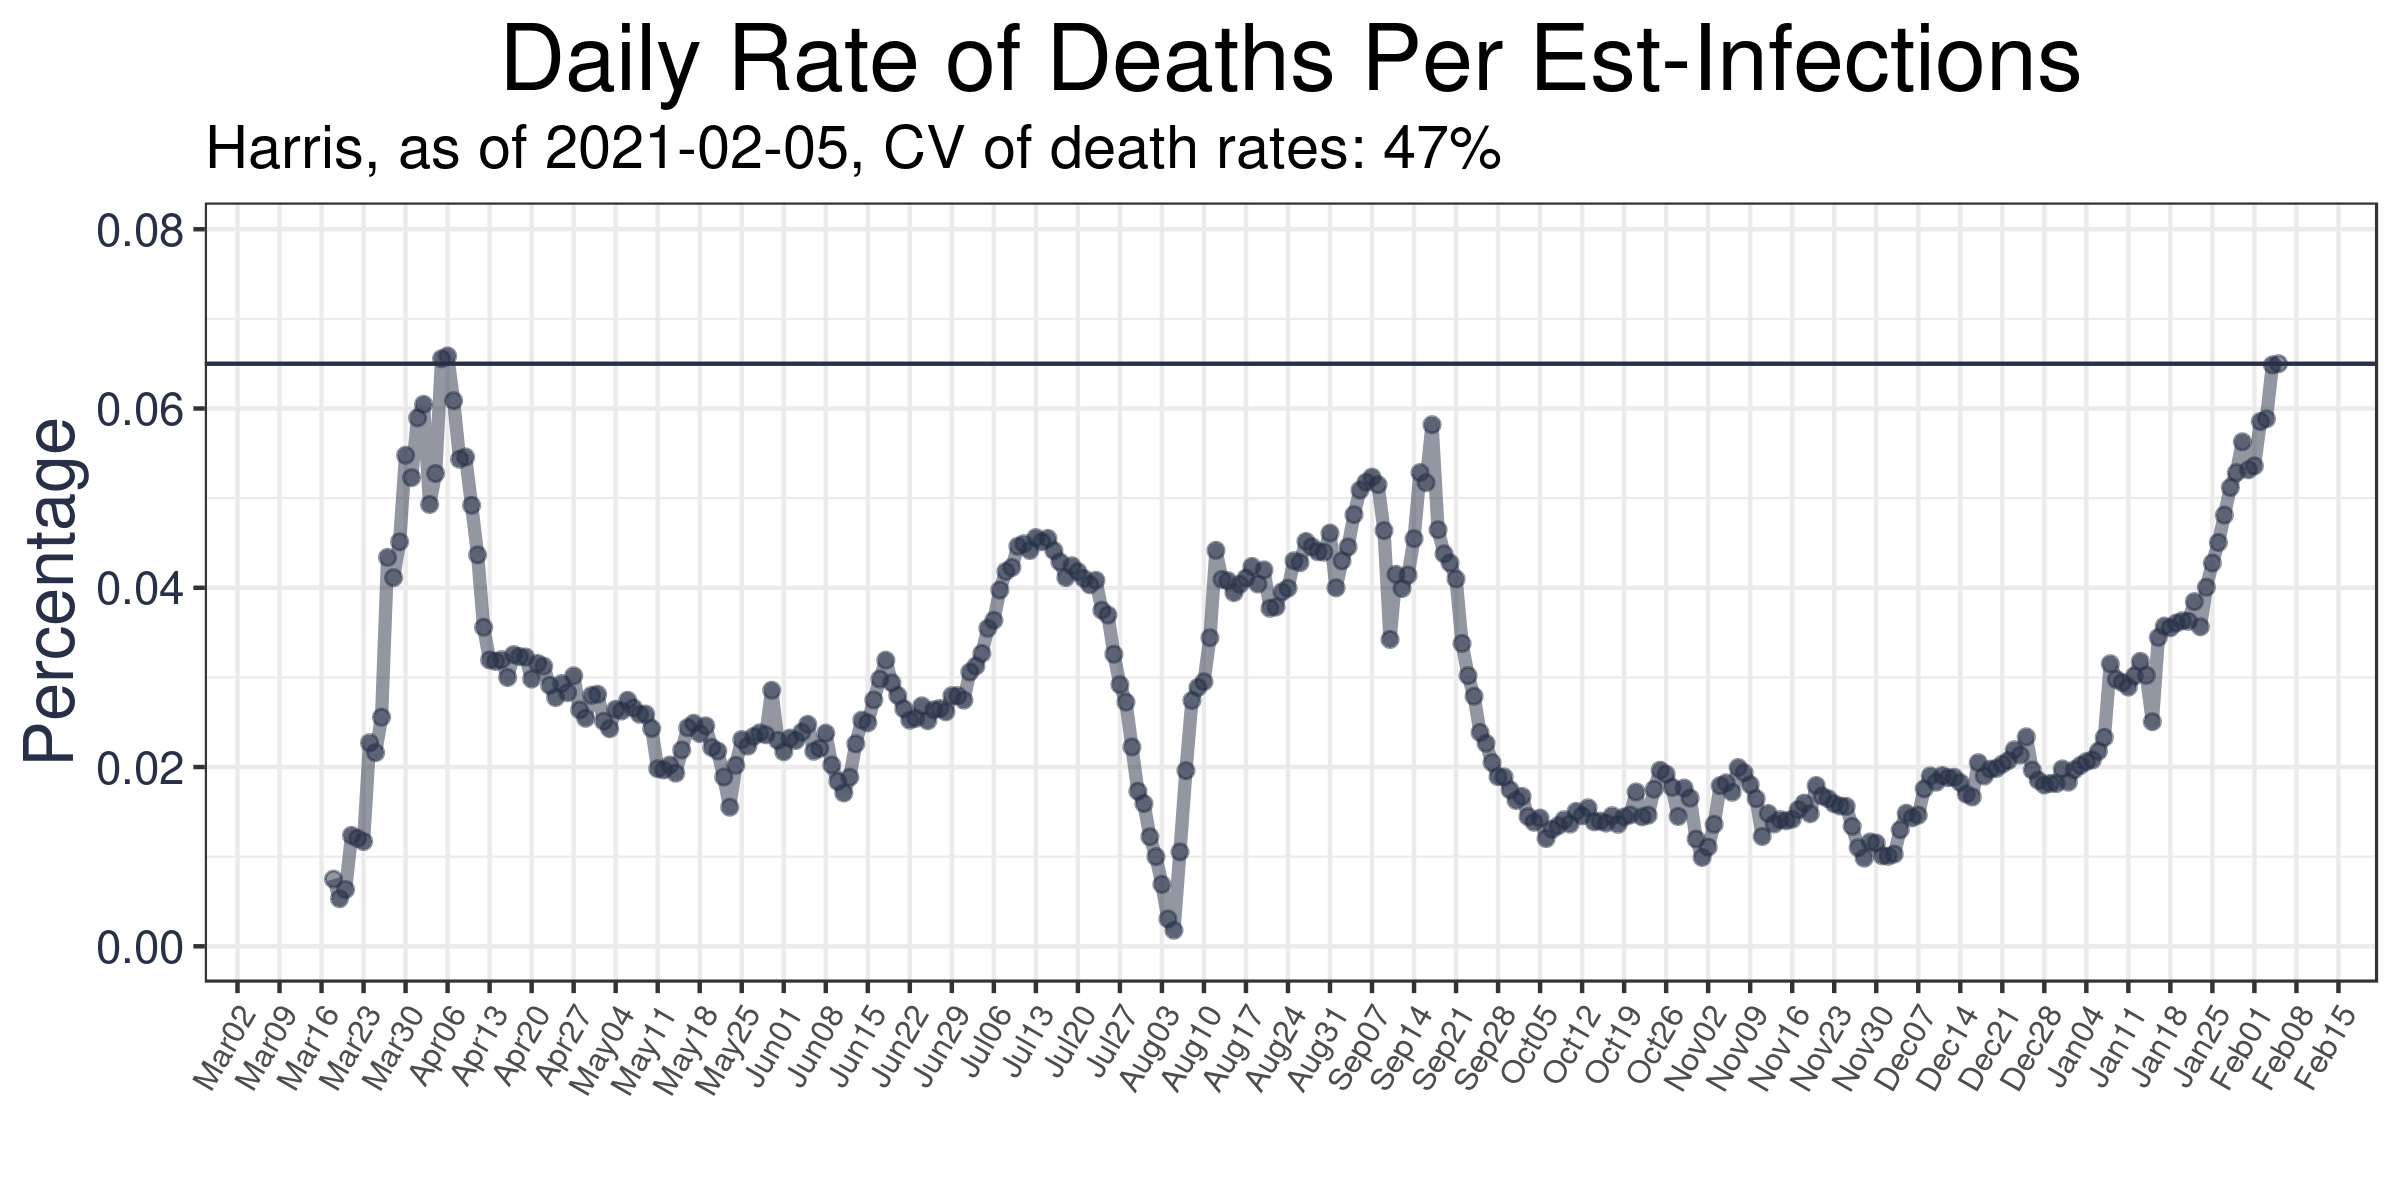 Daily Rate of Deaths Per Est-Infections
Harris, as of 2021-02-05, CV of death rates: 47%
Percentage
0.08
0.06
0.04
0.02
0.00
Mar02
Mar09
Mar16
Mar23
Mar30
Apr06
Apr13
Apr20
Apr27
May04
May11
May18
May25
Jun01
Jun08
Jun15
Jun22
Jun29
Jul06
Jul13
Jul20
Jul27
Aug03
Aug10
Aug17
Aug24
Aug31
Sep07
Sep14
Sep21
Sep28
Oct05
Oct12
Oct19
Oct26
Nov02
Nov09
Nov16
Nov23
Nov30
Dec07
Dec14
Dec21
Dec28
Jan04
Jan11
Jan18
Jan25
Feb01
Feb08
Feb15